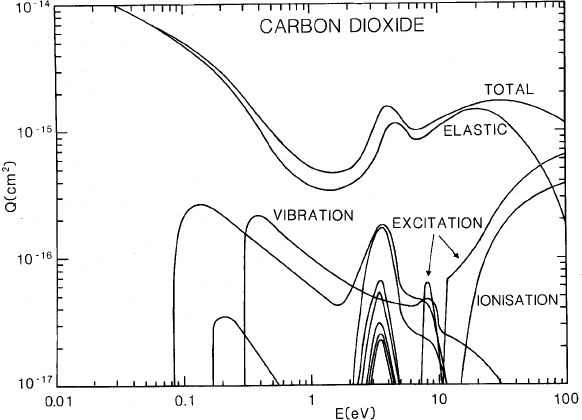 CARBON DIOXIDE
10-14
10-15
10-16
10-17
Q(cm²)
TOTAL
ELASTIC
VIBRATION
EXCITATION
IONISATION
0.01
0.1
1
10
100
E(eV)